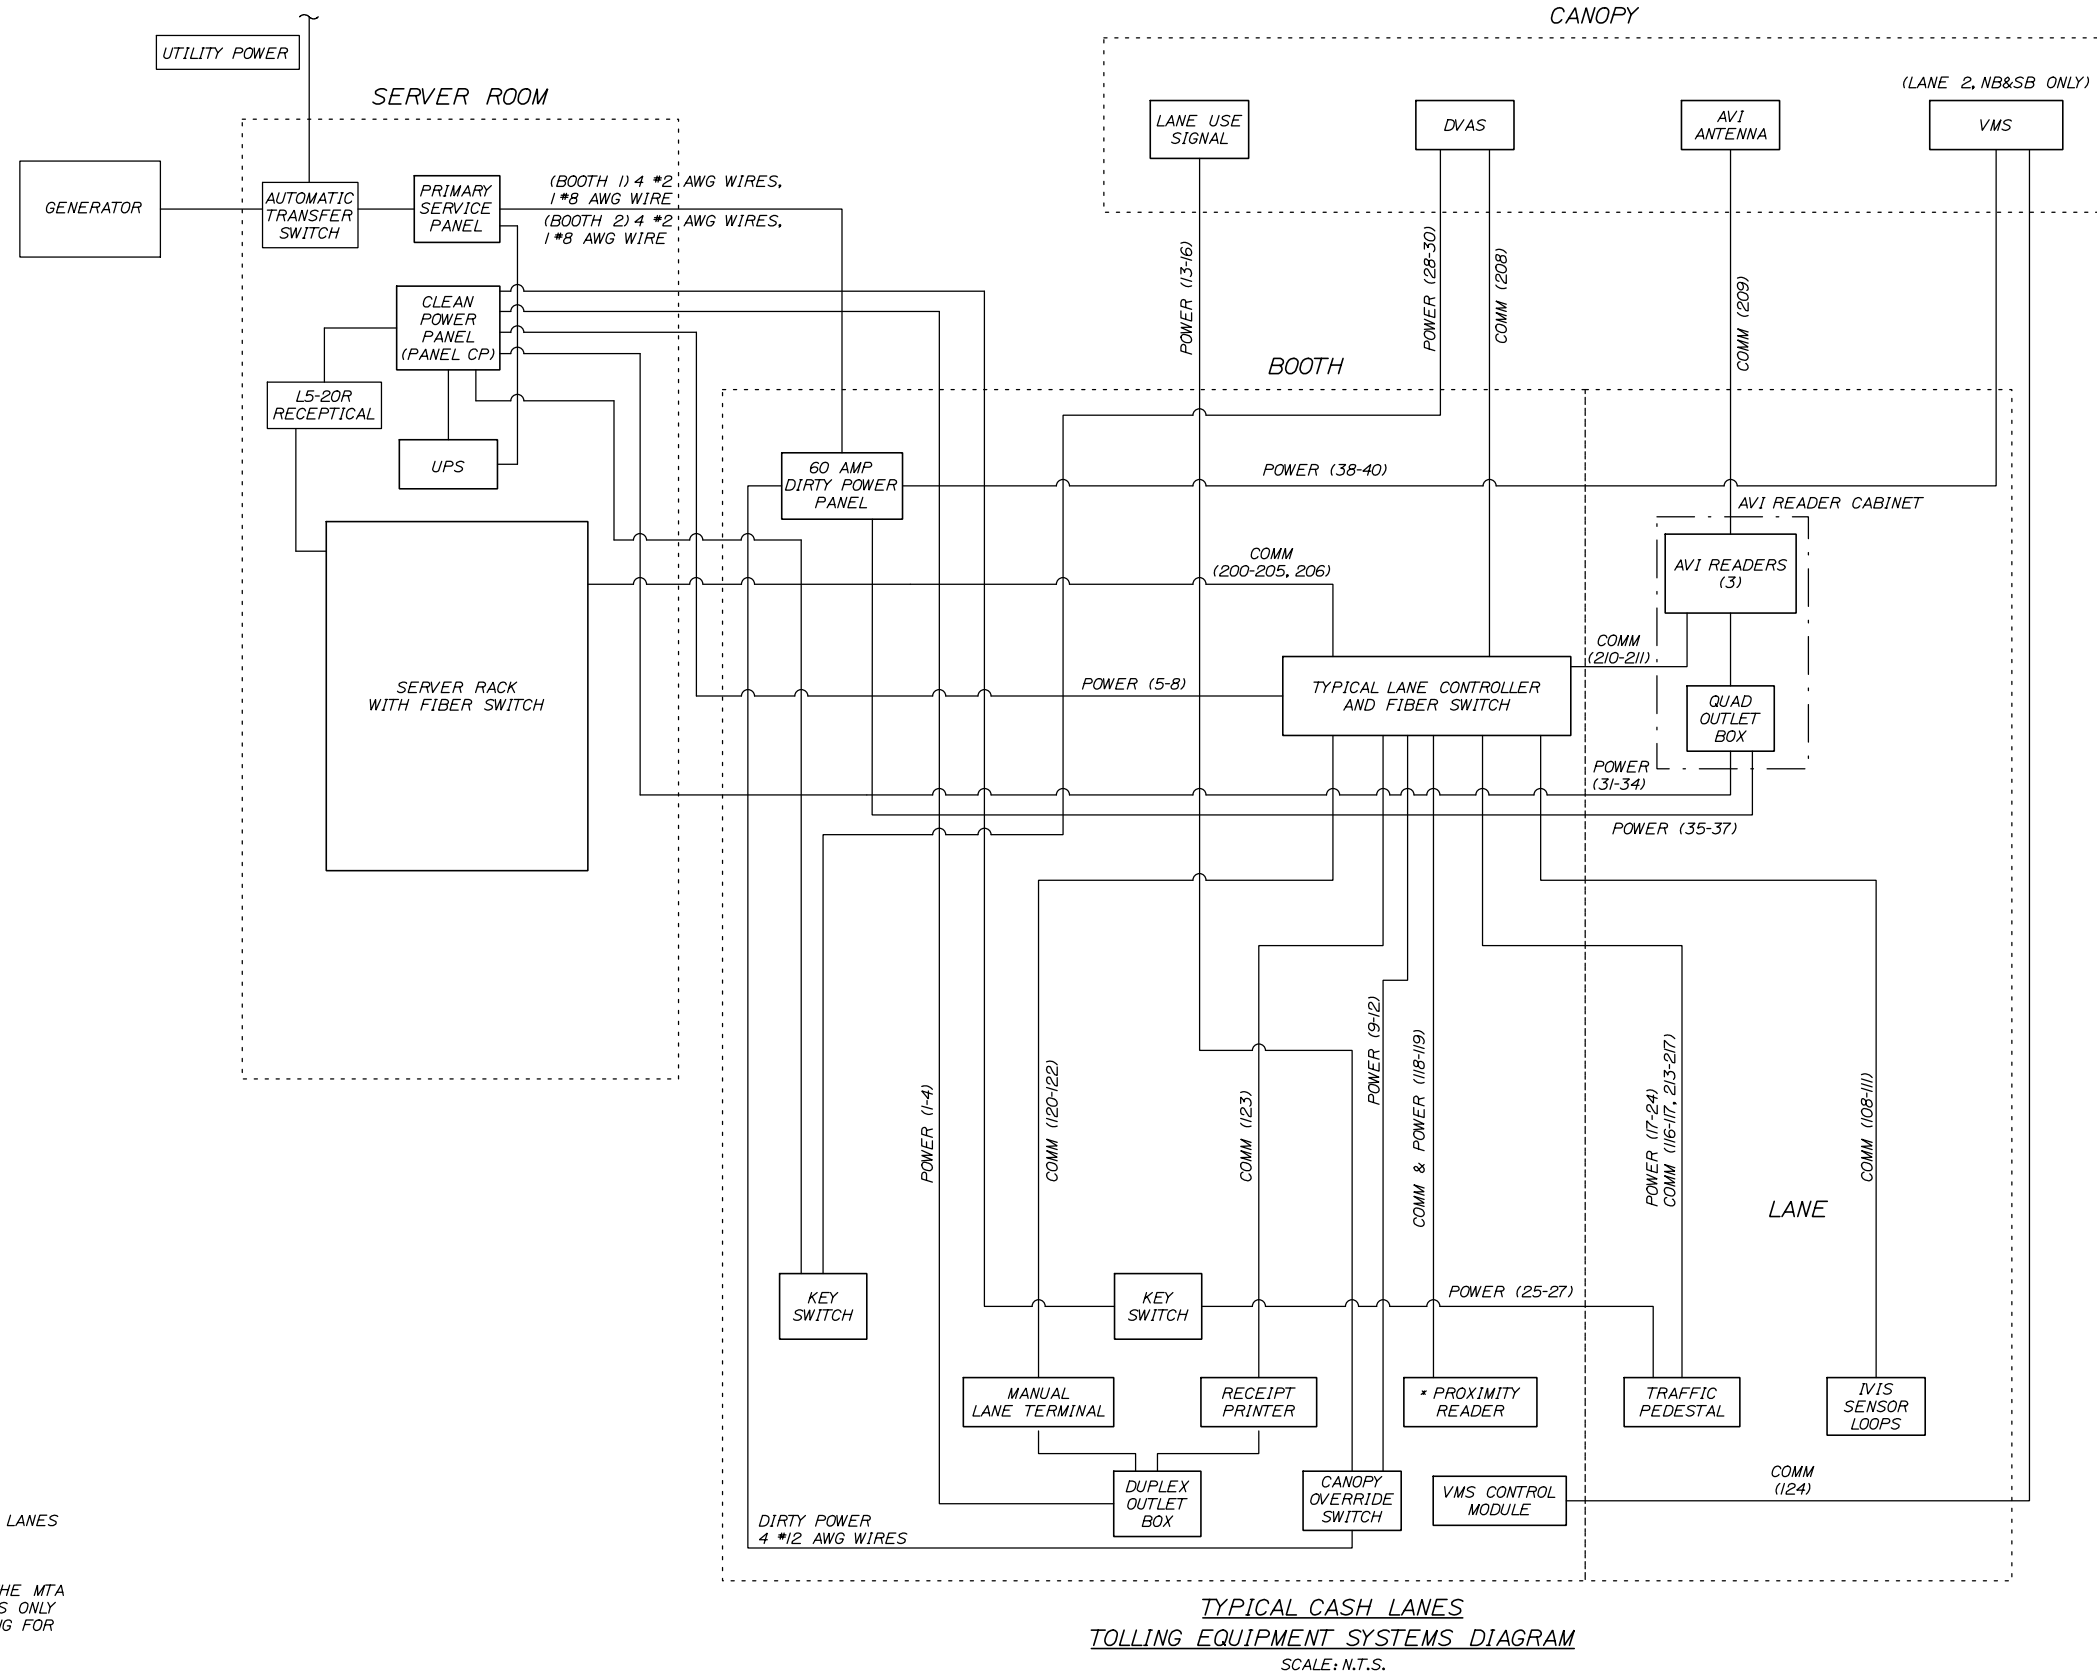 CANOPY
UTILITY POWER
(LANE 2, NB&SB ONLY)
SERVER ROOM
LANE USE
SIGNAL
DVAS
AVI
ANTENNA
VMS
GENERATOR
AUTOMATIC
TRANSFER
SWITCH
PRIMARY
SERVICE
PANEL
(BOOTH 1) 4 #2 AWG WIRES,
1 #8 AWG WIRE
(BOOTH 2) 4 #2 AWG WIRES,
1 #8 AWG WIRE
POWER (13-16)
POWER (28-30)
COMM (208)
COMM (209)
CLEAN
POWER
PANEL
(PANEL CP)
BOOTH
L5-20R
RECEPTICAL
UPS
60 AMP
DIRTY POWER
PANEL
POWER (38-40)
AVI READER CABINET
COMM
(200-205, 206)
AVI READERS
(3)
COMM
(210-211)
SERVER RACK
WITH FIBER SWITCH
POWER (5-8)
TYPICAL LANE CONTROLLER
AND FIBER SWITCH
QUAD
OUTLET
BOX
POWER
(31-34)
POWER (35-37)
POWER (1-4)
COMM (120-122)
COMM (123)
POWER (9-12)
COMM & POWER (118-119)
POWER (17-24)
COMM (116-117, 213-217)
COMM (108-111)
LANE
KEY
SWITCH
KEY
SWITCH
POWER (25-27)
MANUAL
LANE TERMINAL
RECEIPT
PRINTER
* PROXIMITY
READER
TRAFFIC
PEDESTAL
IVIS
SENSOR
LOOPS
DUPLEX
OUTLET
BOX
CANOPY
OVERRIDE
SWITCH
VMS CONTROL
MODULE
COMM
(124)
DIRTY POWER
4 #12 AWG WIRES
LANES
HE MTA
S ONLY
NG FOR
TYPICAL CASH LANES
TOLLING EQUIPMENT SYSTEMS DIAGRAM
SCALE: N.T.S.